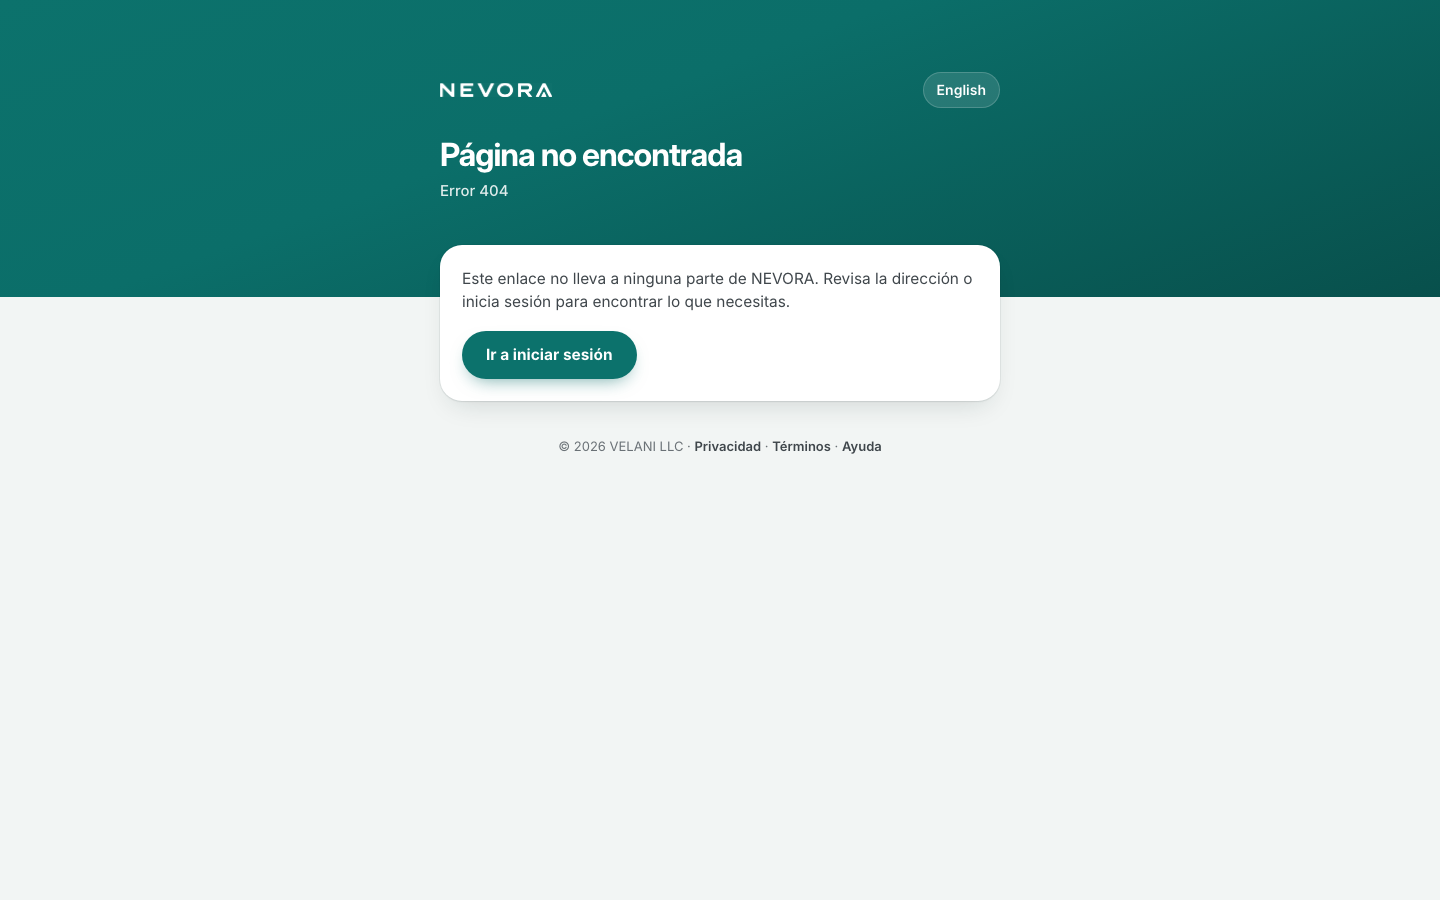 NEVORA
English
Página no encontrada
Error 404
Este enlace no lleva a ninguna parte de NEVORA. Revisa la dirección o
inicia sesión para encontrar lo que necesitas.
Ir a iniciar sesión
© 2026 VELANI LLC · Privacidad · Términos · Ayuda